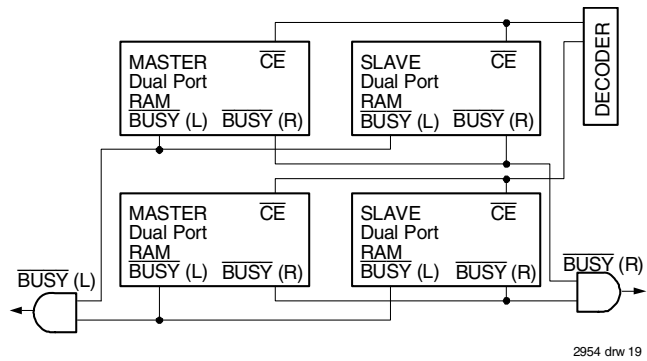 MASTER
Dual Port
RAM
BUSY (L) BUSY (R)
CE
SLAVE
Dual Port
RAM
BUSY (L) BUSY (R)
CE
DECODER
MASTER
Dual Port
RAM
BUSY (L) BUSY (R)
CE
SLAVE
Dual Port
RAM
BUSY (L) BUSY (R)
CE
BUSY (L)
BUSY (R)
2954 drw 19